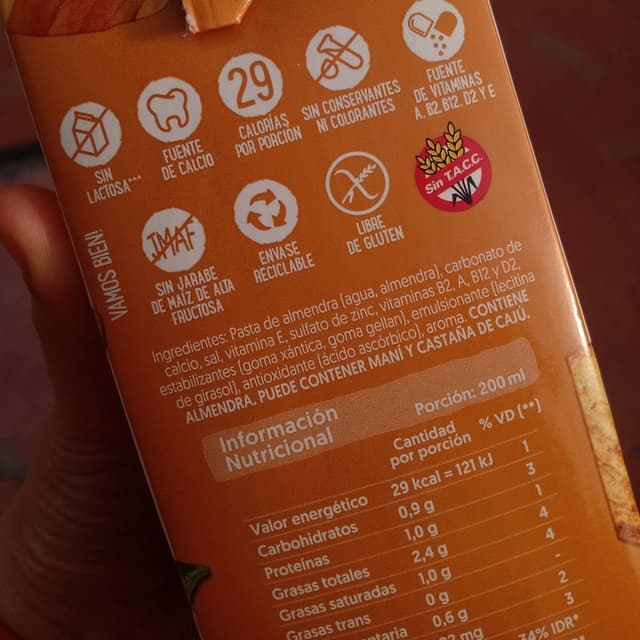 SIN
LACTOSA***
FUENTE
DE CALCIO
29
CALORÍAS
POR PORCIÓN
SIN CONSERVANTES
NI COLORANTES
FUENTE
DE VITAMINAS
A, B2, B12, D2 Y E
VAMOS BIEN!
JMAF
SIN JARABE
DE MAÍZ DE ALTA
FRUCTOSA
ENVASE
RECICLABLE
LIBRE
DE GLUTEN
Sin T.A.C.C.
Ingredientes: Pasta de almendra (agua, almendra), carbonato de
calcio, sal, vitamina E, sulfato de zinc, vitaminas B2, A, B12 y D2,
estabilizantes (goma xántica, goma gellan), emulsionante (lecitina
de girasol), antioxidante (ácido ascórbico), aroma. CONTIENE
ALMENDRA. PUEDE CONTENER MANÍ Y CASTAÑA DE CAJÚ.
Información
Nutricional
Porción: 200 ml
Cantidad
por porción
% VD (**)
Valor energético 29 kcal = 121 kJ 1
Carbohidratos 0,9 g 3
Proteínas 1,0 g 1
Grasas totales 2,4 g 4
Grasas saturadas 1,0 g 4
Grasas trans 0 g -
0,6 g 2
mg 3
34% IDR*